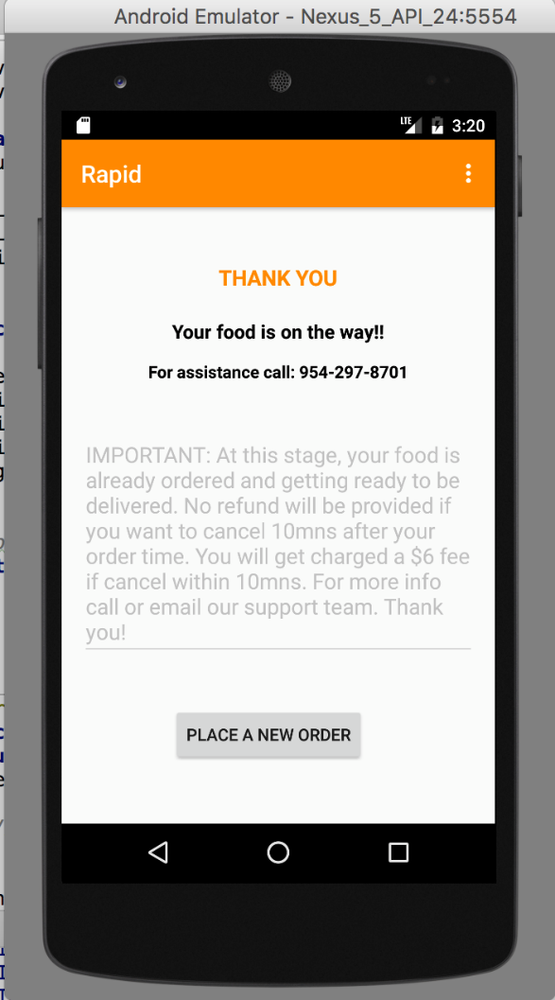 Android Emulator - Nexus_5_API_24:5554
LTE 3:20
Rapid
THANK YOU
Your food is on the way!!
For assistance call: 954-297-8701
IMPORTANT: At this stage, your food is
already ordered and getting ready to be
delivered. No refund will be provided if
you want to cancel 10mns after your
order time. You will get charged a $6 fee
if cancel within 10mns. For more info
call or email our support team. Thank
you!
PLACE A NEW ORDER